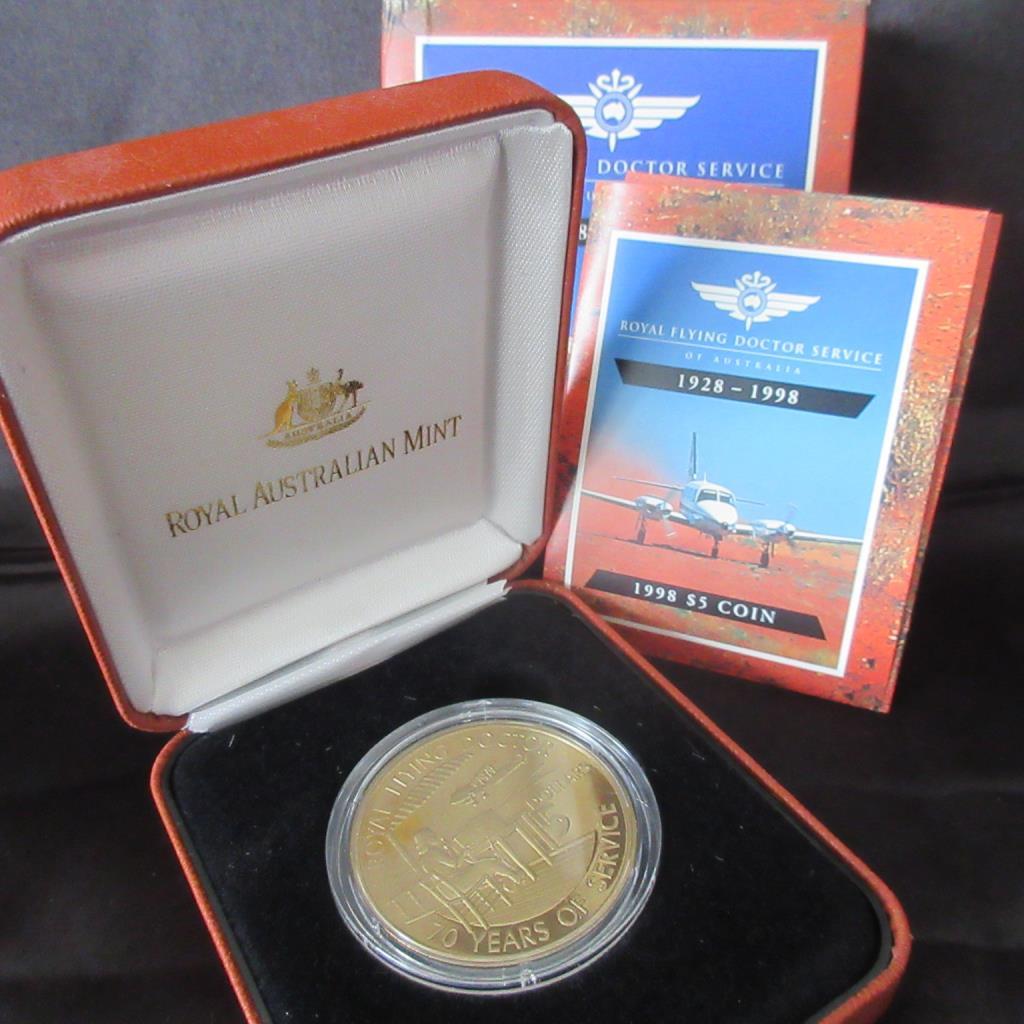 DOCTOR SERVICE
ROYAL FLYING DOCTOR SERVICE
OF AUSTRALIA
1928 – 1998
1998 $5 COIN
AUSTRALIA
ROYAL AUSTRALIAN MINT
ROYAL FLYING DOCTOR
5
70 YEARS OF SERVICE